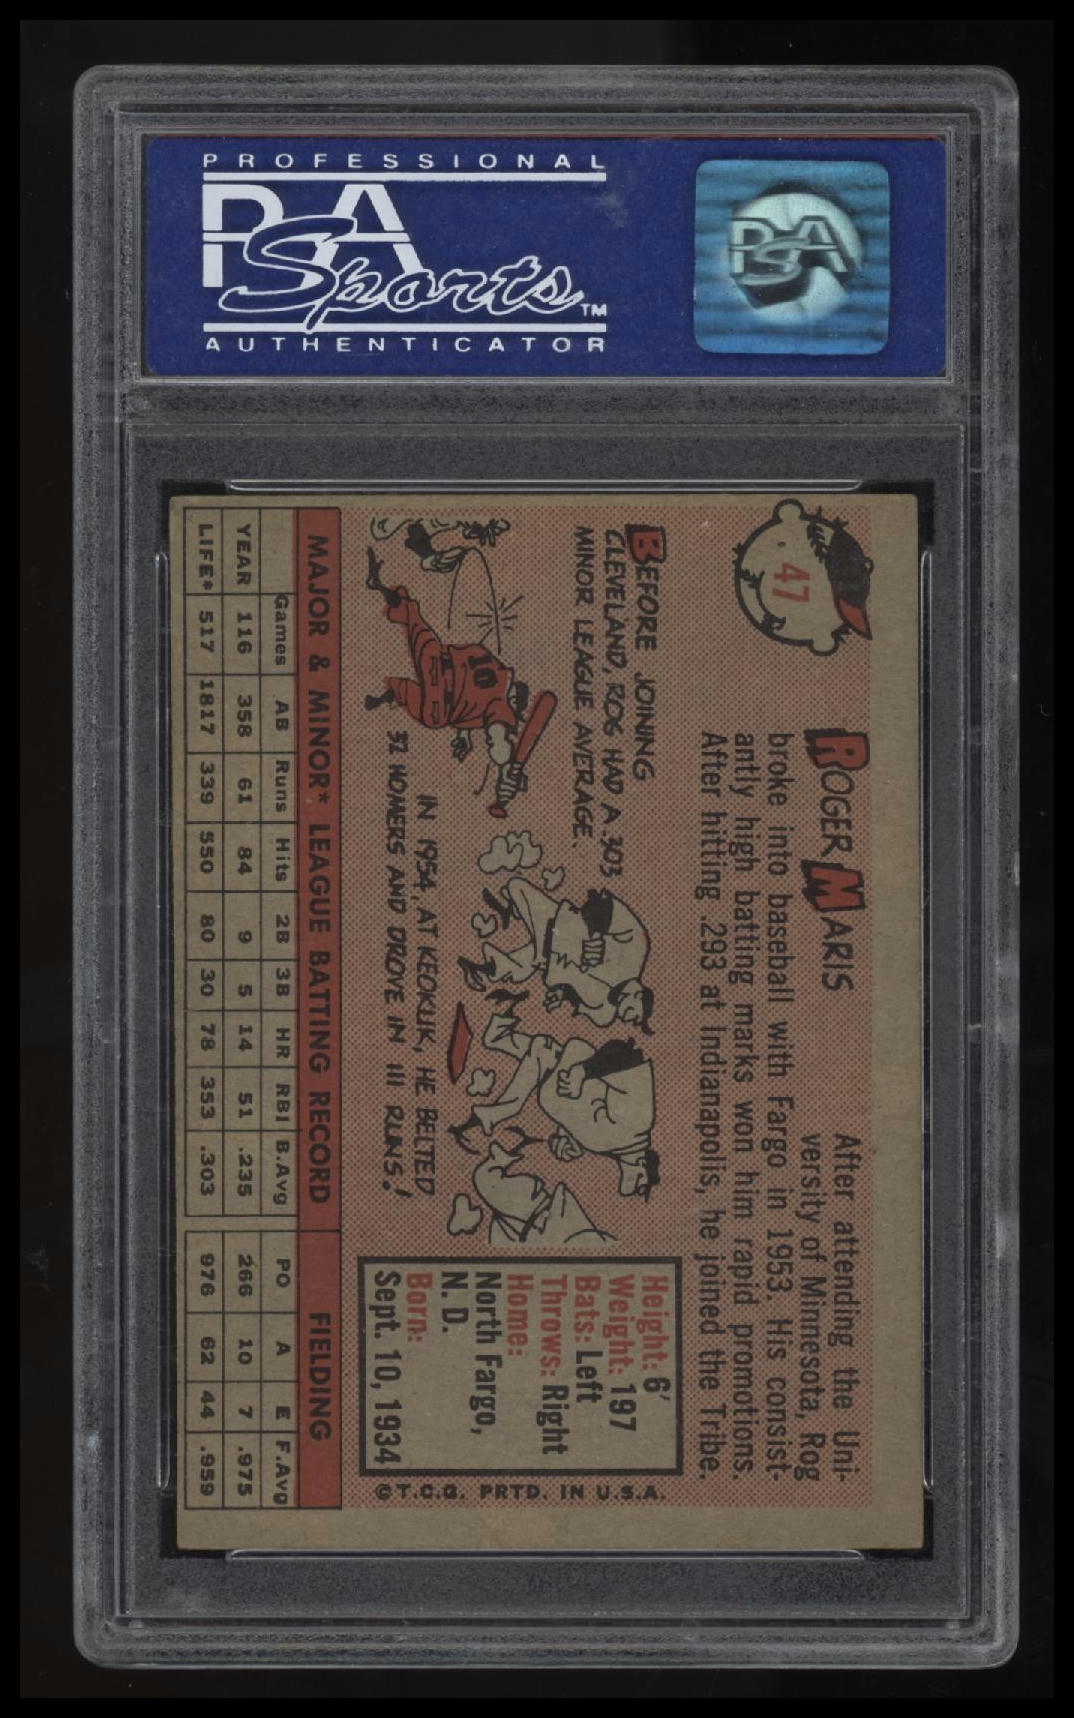 PROFESSIONAL
PSA
Sports™
AUTHENTICATOR
PSA
47
ROGER MARIS
After attending the Uni-
versity of Minnesota, Rog
broke into baseball with Fargo in 1953. His consist-
antly high batting marks won him rapid promotions.
After hitting .293 at Indianapolis, he joined the Tribe.
BEFORE JOINING
CLEVELAND, ROG HAD A .303
MINOR LEAGUE AVERAGE.
10
IN 1954, AT KEOKUK, HE BELTED
32 HOMERS AND DROVE IN 111 RUNS!
Height: 6'
Weight: 197
Bats: Left
Throws: Right
Home:
North Fargo,
N. D.
Born:
Sept. 10, 1934
©T.C.G. PRTD. IN U.S.A.
MAJOR & MINOR* LEAGUE BATTING RECORD FIELDING
Games AB Runs Hits 2B 3B HR RBI B.Avg PO A E F.Avg
YEAR 116 358 61 84 9 5 14 51 .235 266 10 7 .975
LIFE* 517 1817 339 550 80 30 78 353 .303 976 62 44 .959